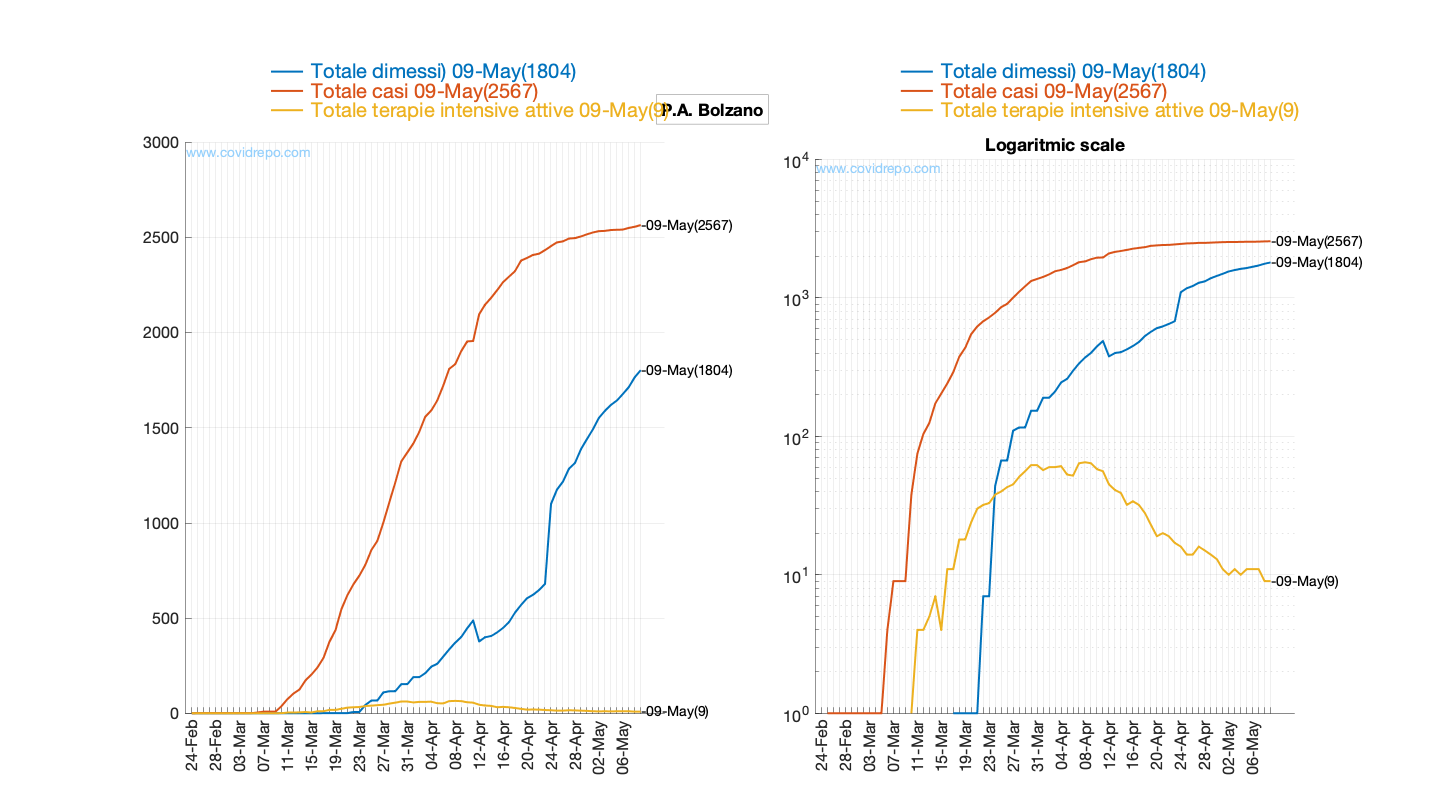 Totale dimessi) 09-May(1804)
Totale casi 09-May(2567)
Totale terapie intensive attive 09-May(9)
P.A. Bolzano
www.covidrepo.com
3000
2500
2000
1500
1000
500
0
09-May(2567)
09-May(1804)
09-May(9)
24-Feb
28-Feb
03-Mar
07-Mar
11-Mar
15-Mar
19-Mar
23-Mar
27-Mar
31-Mar
04-Apr
08-Apr
12-Apr
16-Apr
20-Apr
24-Apr
28-Apr
02-May
06-May
Totale dimessi) 09-May(1804)
Totale casi 09-May(2567)
Totale terapie intensive attive 09-May(9)
Logaritmic scale
www.covidrepo.com
10^4
10^3
10^2
10^1
10^0
09-May(2567)
09-May(1804)
09-May(9)
24-Feb
28-Feb
03-Mar
07-Mar
11-Mar
15-Mar
19-Mar
23-Mar
27-Mar
31-Mar
04-Apr
08-Apr
12-Apr
16-Apr
20-Apr
24-Apr
28-Apr
02-May
06-May